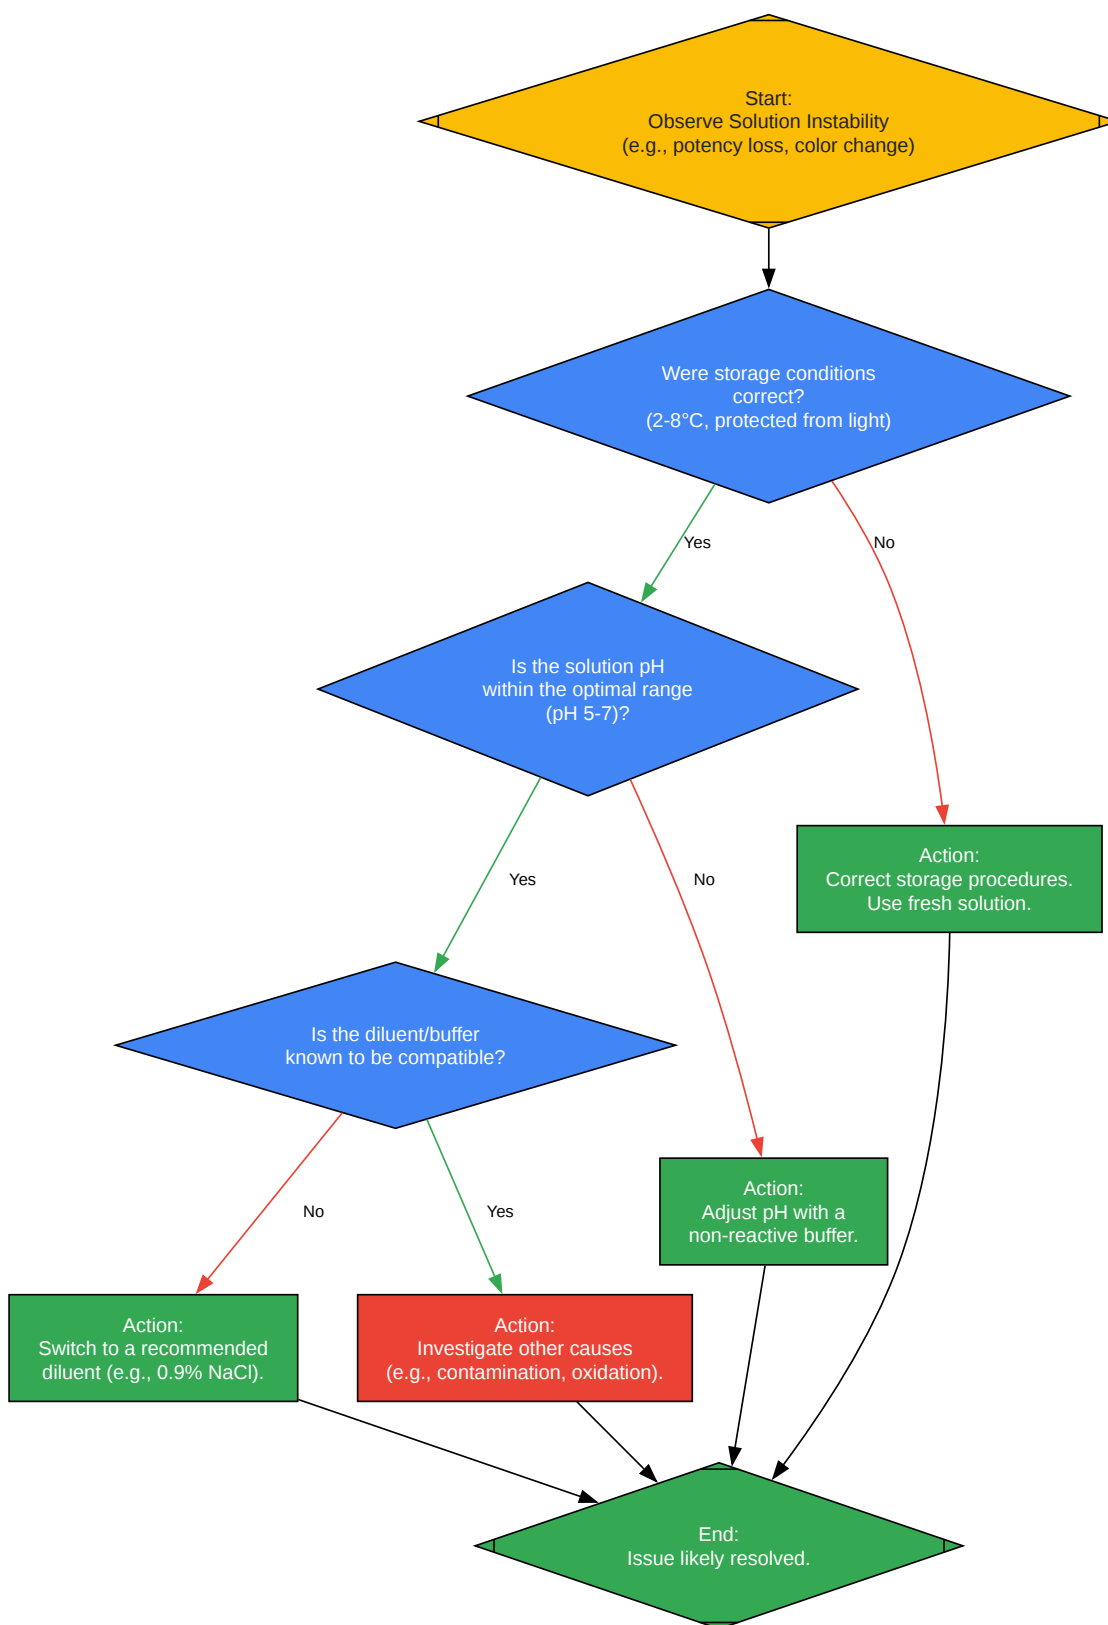 Start:
Observe Solution Instability
(e.g., potency loss, color change)
Were storage conditions
correct?
(2-8°C, protected from light)
Yes
No
Is the solution pH
within the optimal range
(pH 5-7)?
Yes
No
Action:
Correct storage procedures.
Use fresh solution.
Is the diluent/buffer
known to be compatible?
No
Yes
Action:
Adjust pH with a
non-reactive buffer.
Action:
Switch to a recommended
diluent (e.g., 0.9% NaCl).
Action:
Investigate other causes
(e.g., contamination, oxidation).
End:
Issue likely resolved.